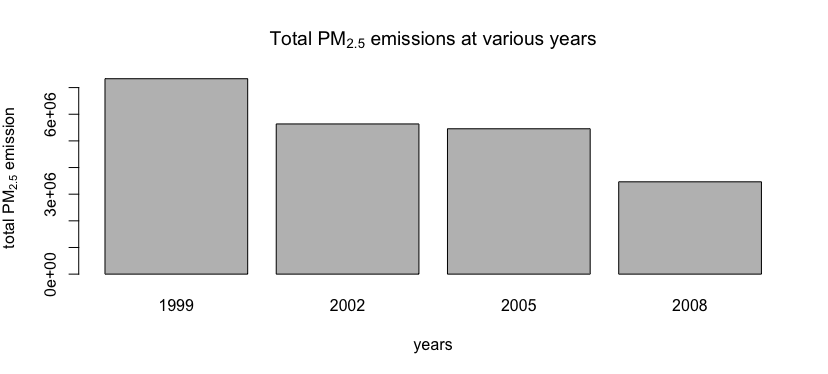 Total PM2.5 emissions at various years
total PM2.5 emission
6e+06
3e+06
0e+00
1999 2002 2005 2008
years